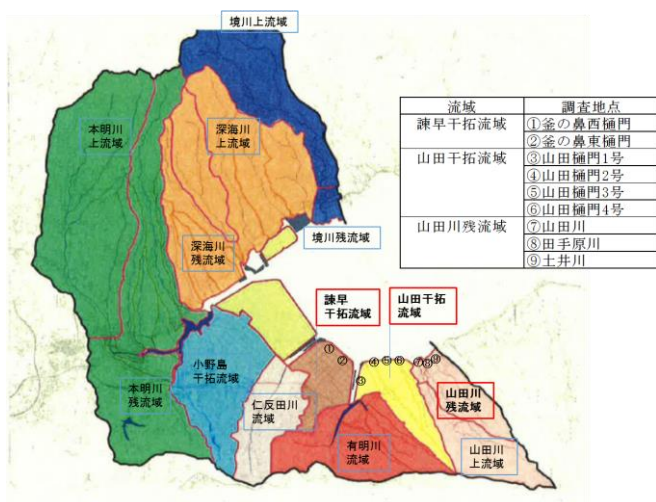 境川上流域
本明川
上流域
深海川
上流域
流域
調査地点
諫早干拓流域
①釜の鼻西樋門
②釜の鼻東樋門
山田干拓流域
③山田樋門1号
④山田樋門2号
⑤山田樋門3号
⑥山田樋門4号
山田川残流域
⑦山田川
⑧田手原川
⑨土井川
境川残流域
深海川
残流域
諫早
干拓流域
山田干拓
流域
①
②
④⑤⑥
⑦⑧⑨
③
小野島
干拓流域
本明川
残流域
仁反田川
流域
有明川
流域
山田川
残流域
山田川
上流域